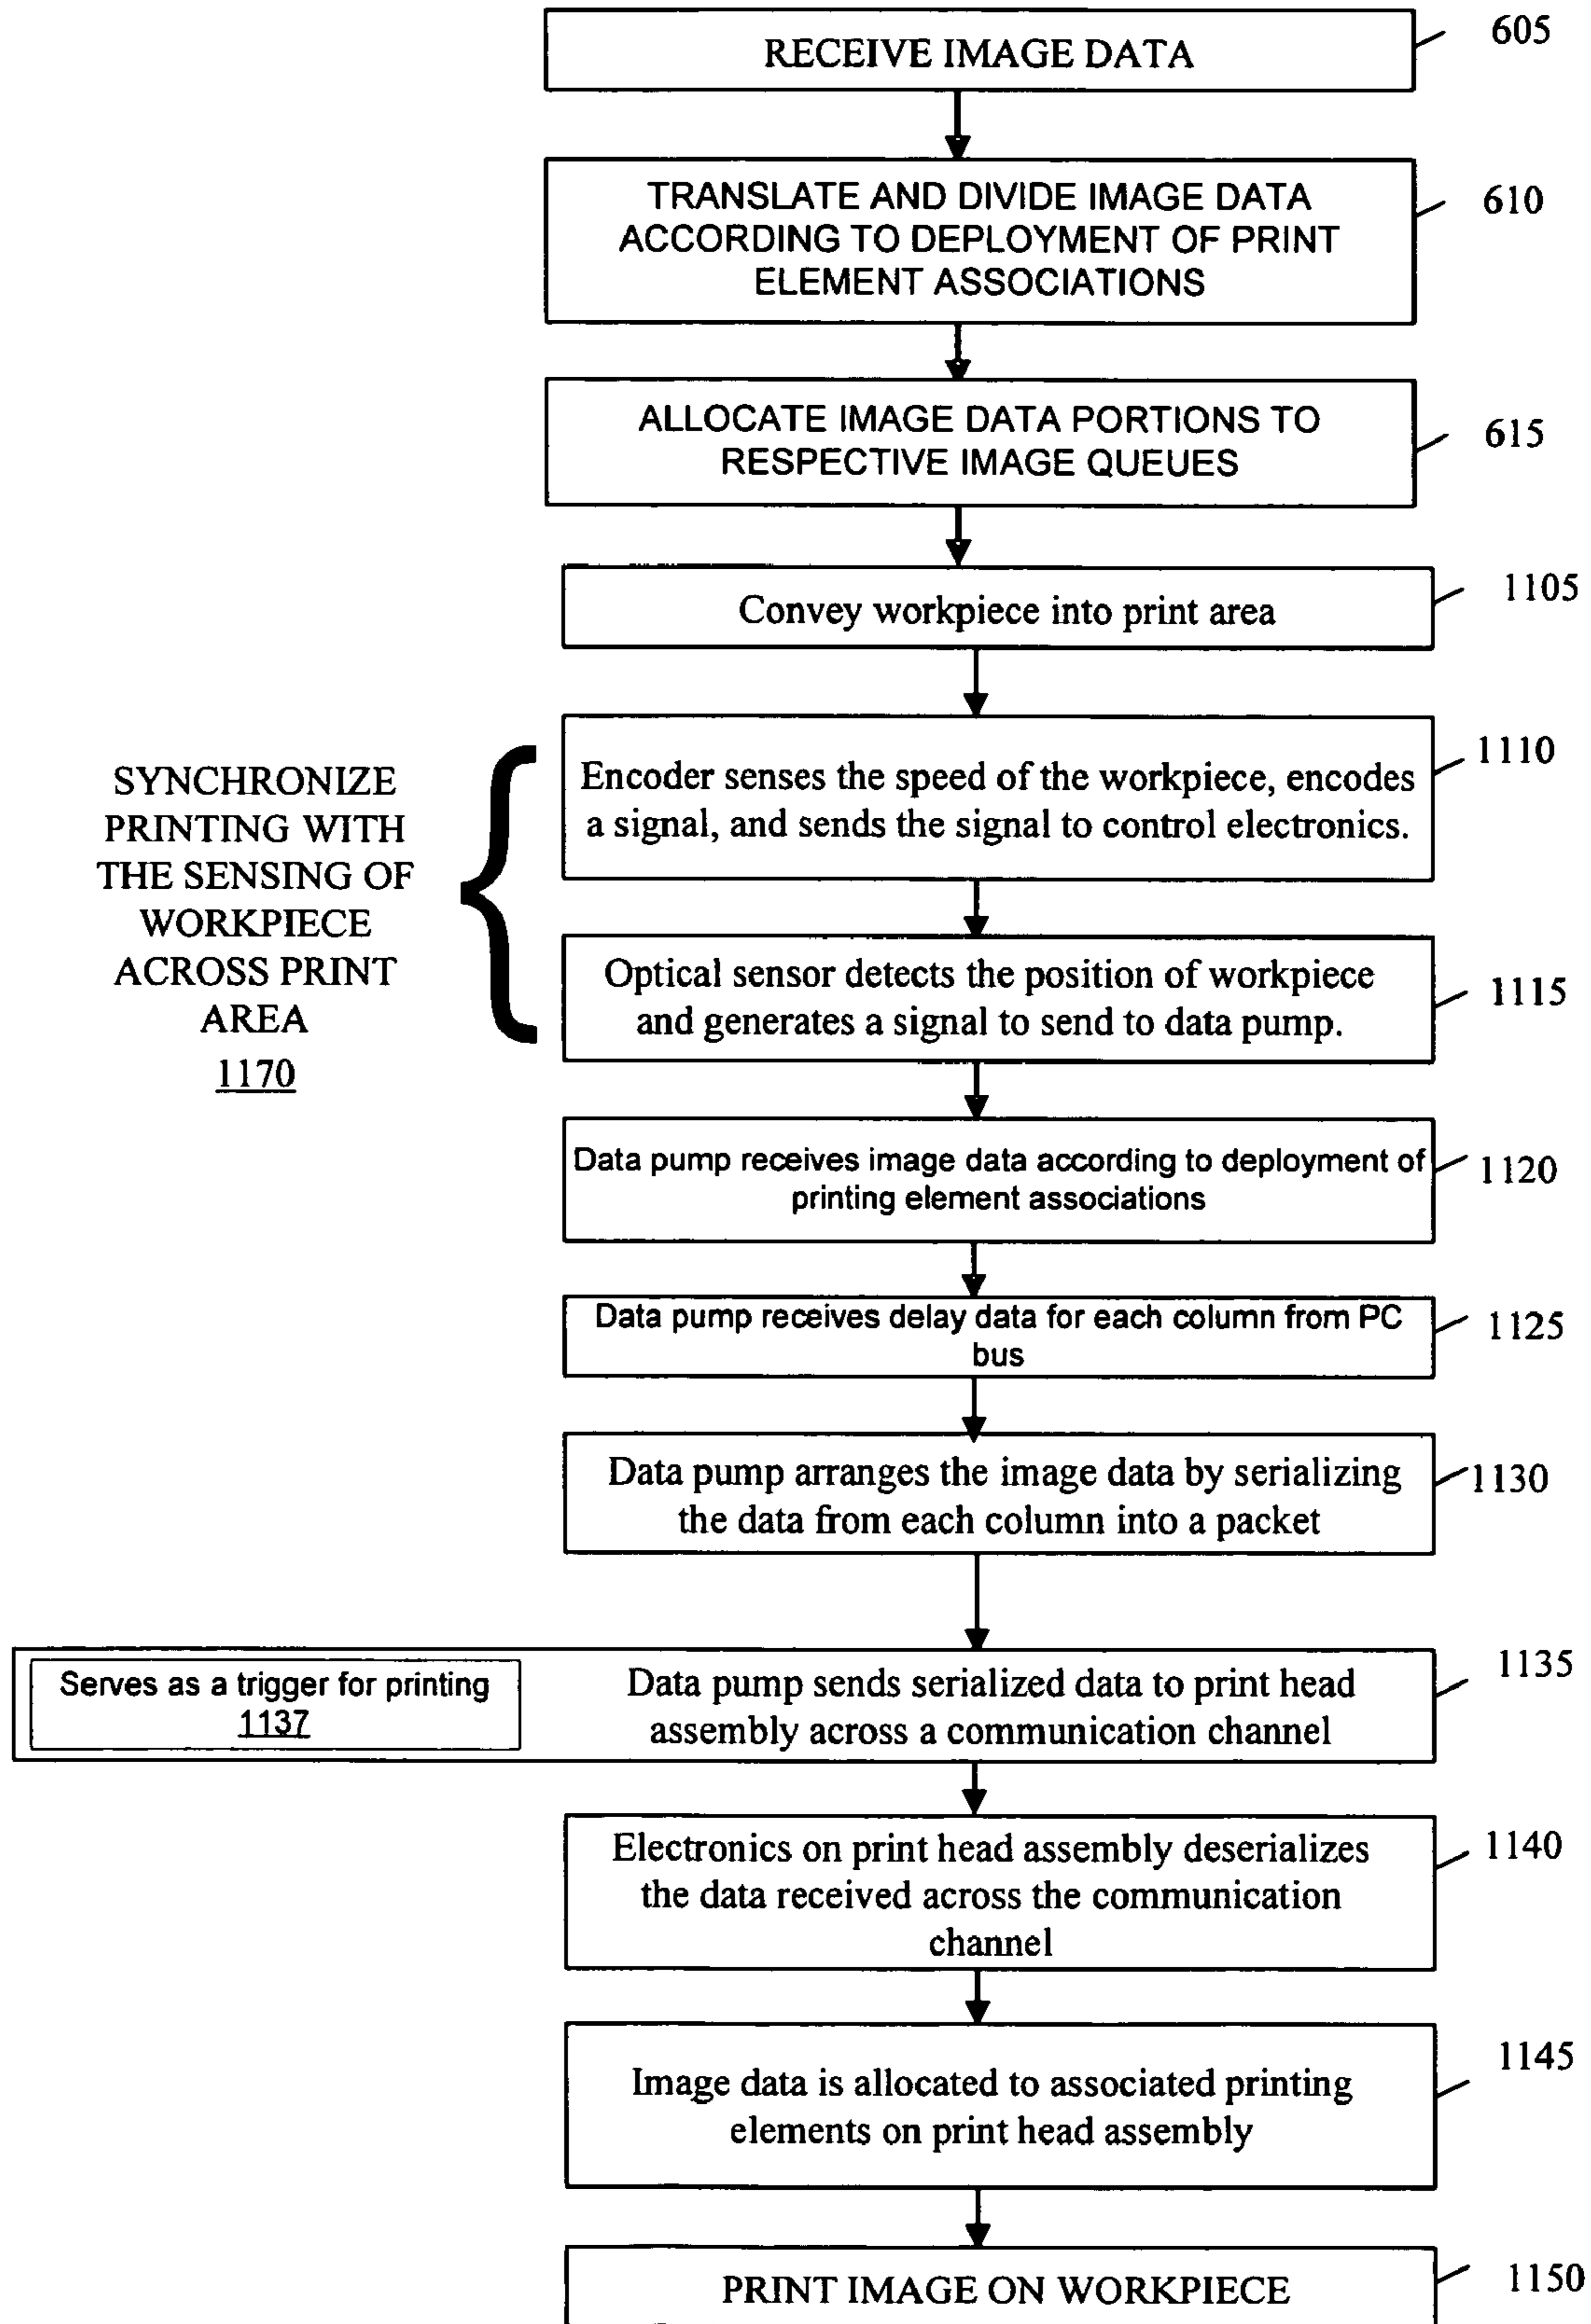 RECEIVE IMAGE DATA
605
TRANSLATE AND DIVIDE IMAGE DATA
ACCORDING TO DEPLOYMENT OF PRINT
ELEMENT ASSOCIATIONS
610
ALLOCATE IMAGE DATA PORTIONS TO
RESPECTIVE IMAGE QUEUES
615
Convey workpiece into print area
1105
SYNCHRONIZE
PRINTING WITH
THE SENSING OF
WORKPIECE
ACROSS PRINT
AREA
1170
Encoder senses the speed of the workpiece, encodes
a signal, and sends the signal to control electronics.
1110
Optical sensor detects the position of workpiece
and generates a signal to send to data pump.
1115
Data pump receives image data according to deployment of
printing element associations
1120
Data pump receives delay data for each column from PC
bus
1125
Data pump arranges the image data by serializing
the data from each column into a packet
1130
Serves as a trigger for printing
1137
Data pump sends serialized data to print head
assembly across a communication channel
1135
Electronics on print head assembly deserializes
the data received across the communication
channel
1140
Image data is allocated to associated printing
elements on print head assembly
1145
PRINT IMAGE ON WORKPIECE
1150